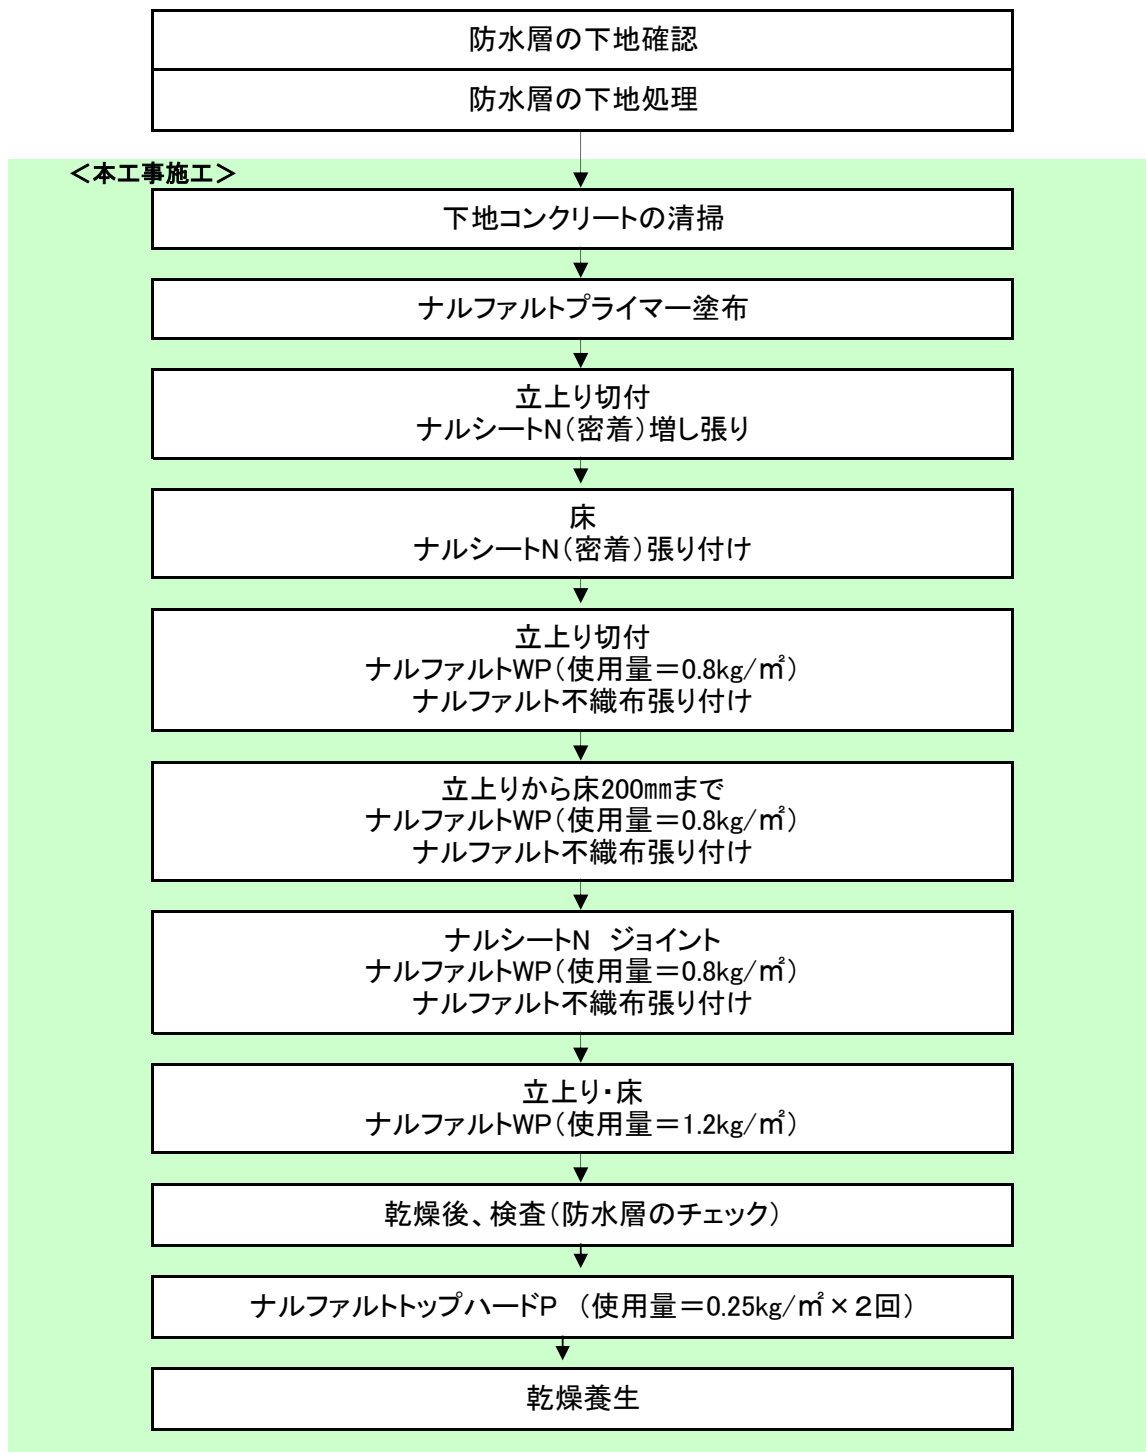 防水層の下地確認
防水層の下地処理
＜本工事施工＞
下地コンクリートの清掃
ナルファルトプライマー塗布
立上り切付
ナルシートN（密着）増し張り
床
ナルシートN（密着）張り付け
立上り切付
ナルファルトWP（使用量＝0.8kg/㎡）
ナルファルト不織布張り付け
立上りから床200㎜まで
ナルファルトWP（使用量＝0.8kg/㎡）
ナルファルト不織布張り付け
ナルシートN　ジョイント
ナルファルトWP（使用量＝0.8kg/㎡）
ナルファルト不織布張り付け
立上り・床
ナルファルトWP（使用量＝1.2kg/㎡）
乾燥後、検査（防水層のチェック）
ナルファルトトップハードP　（使用量＝0.25kg/㎡×２回）
乾燥養生